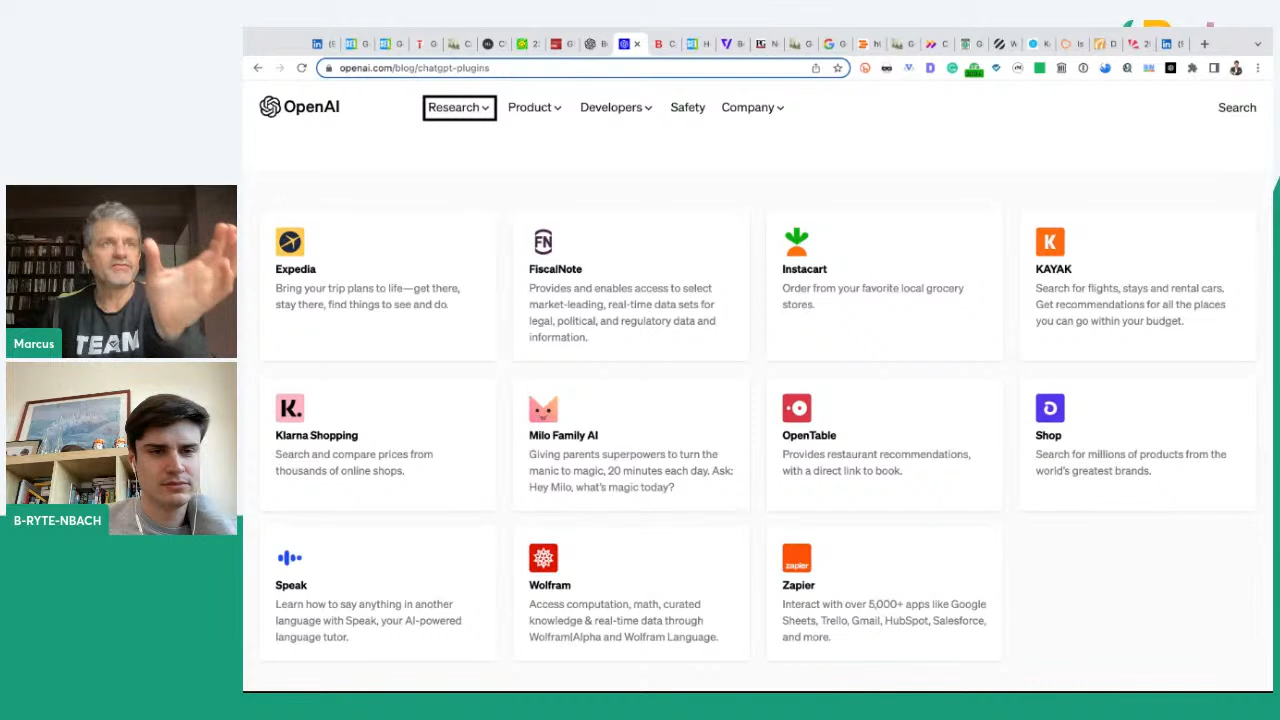 openai.com/blog/chatgpt-plugins
OpenAI
Research
Product
Developers
Safety
Company
Search
Expedia
Bring your trip plans to life—get there,
stay there, find things to see and do.
FN
FiscalNote
Provides and enables access to select
market-leading, real-time data sets for
legal, political, and regulatory data and
information.
Instacart
Order from your favorite local grocery
stores.
K
KAYAK
Search for flights, stays and rental cars.
Get recommendations for all the places
you can go within your budget.
K.
Klarna Shopping
Search and compare prices from
thousands of online shops.
Milo Family AI
Giving parents superpowers to turn the
manic to magic, 20 minutes each day. Ask:
Hey Milo, what's magic today?
OpenTable
Provides restaurant recommendations,
with a direct link to book.
Shop
Search for millions of products from the
world's greatest brands.
Speak
Learn how to say anything in another
language with Speak, your AI-powered
language tutor.
Wolfram
Access computation, math, curated
knowledge & real-time data through
Wolfram|Alpha and Wolfram Language.
zapier
Zapier
Interact with over 5,000+ apps like Google
Sheets, Trello, Gmail, HubSpot, Salesforce,
and more.
TEAM
Marcus
B-RYTE-NBACH